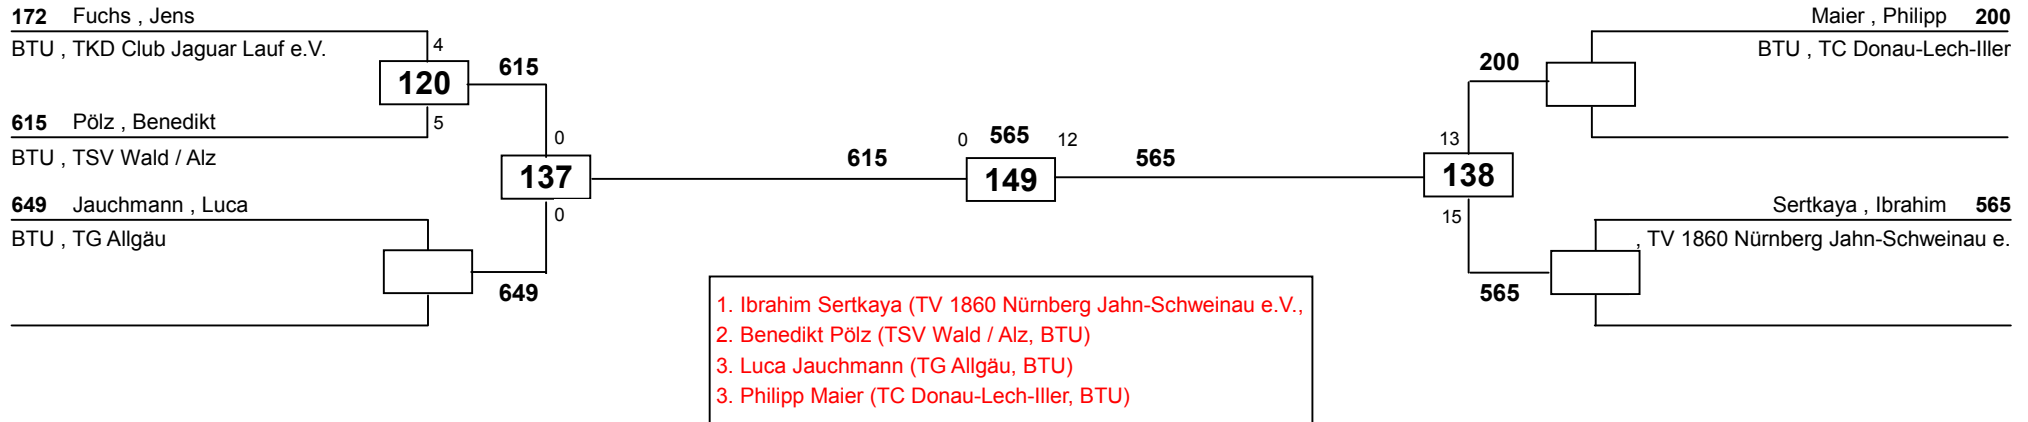 172 Fuchs , Jens
BTU , TKD Club Jaguar Lauf e.V.
4
120
615
5
615 Pölz , Benedikt
BTU , TSV Wald / Alz
0
137
0
649 Jauchmann , Luca
BTU , TG Allgäu
649
615
0 565 12
149
565
Maier , Philipp 200
BTU , TC Donau-Lech-Iller
200
13
138
15
Sertkaya , Ibrahim 565
, TV 1860 Nürnberg Jahn-Schweinau e.
565
1. Ibrahim Sertkaya (TV 1860 Nürnberg Jahn-Schweinau e.V.,
2. Benedikt Pölz (TSV Wald / Alz, BTU)
3. Luca Jauchmann (TG Allgäu, BTU)
3. Philipp Maier (TC Donau-Lech-Iller, BTU)